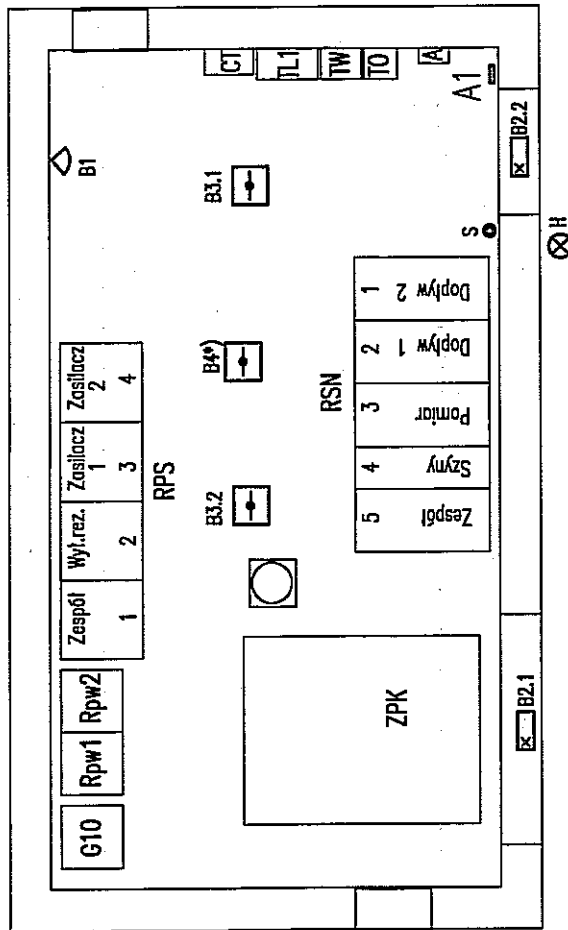 CT
TL1
TW
TO
A
A1
B1
B3.1
B2.2
S
H
Zasilacz
2
4
Zasilacz
1
3
Wył.rez.
2
Zespół
1
RPS
B4*)
B3.2
RSN
1
Dopływ 2
2
Dopływ 1
3
Pomiar
4
Szyny
5
Zespół
Rpw2
Rpw1
G10
ZPK
B2.1